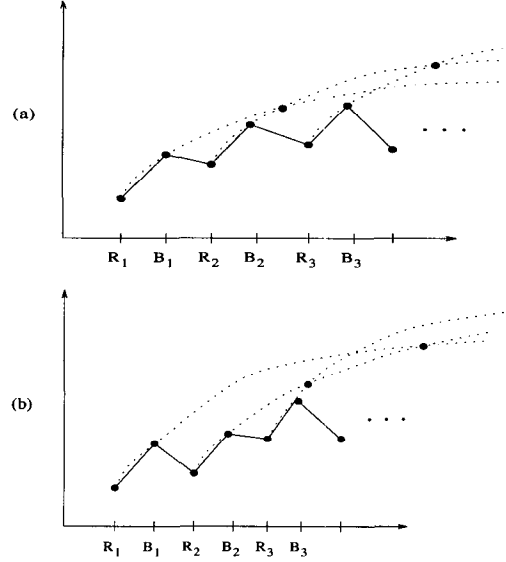 (a)
. . .
R1 B1 R2 B2 R3 B3
(b)
. . .
R1 B1 R2 B2 R3 B3